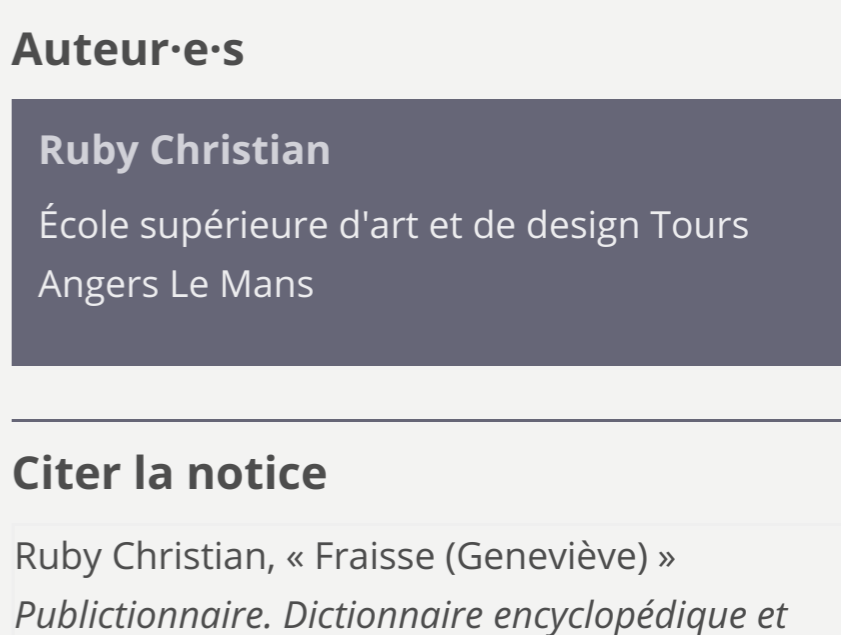 Auteur·e·s
Ruby Christian
École supérieure d'art et de design Tours
Angers Le Mans
Citer la notice
Ruby Christian, « Fraisse (Geneviève) »
Publictionnaire. Dictionnaire encyclopédique et